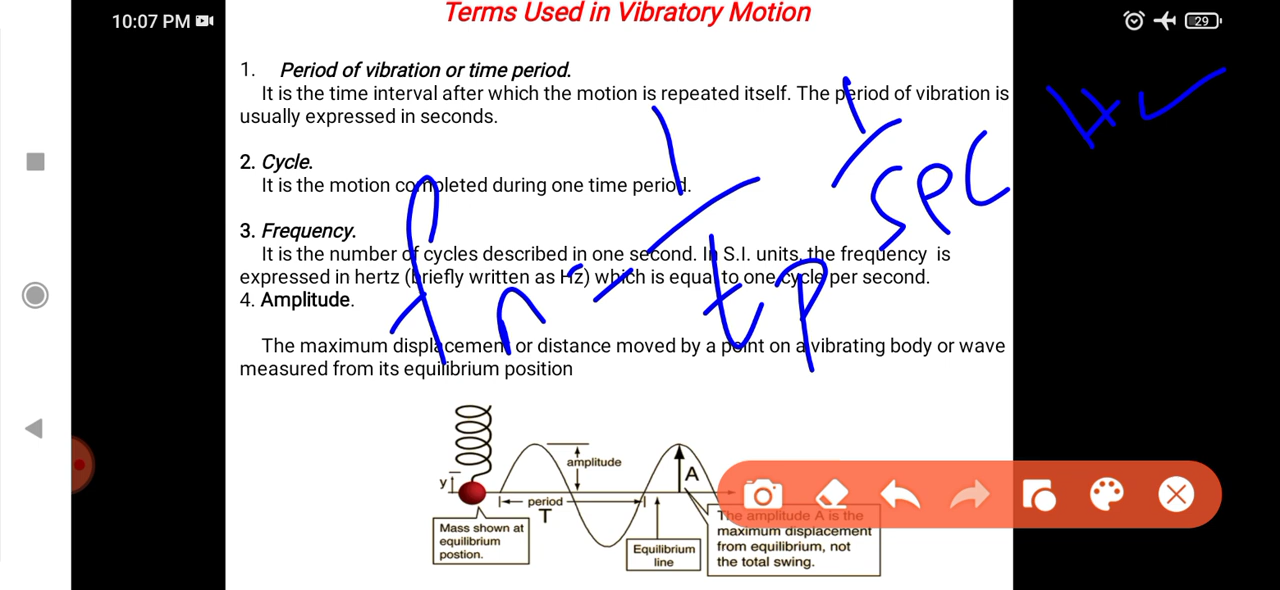 10:07 PM
29
Terms Used in Vibratory Motion
1. Period of vibration or time period.
It is the time interval after which the motion is repeated itself. The period of vibration is
usually expressed in seconds.
2. Cycle.
It is the motion completed during one time period.
3. Frequency.
It is the number of cycles described in one second. In S.I. units, the frequency is
expressed in hertz (briefly written as Hz) which is equal to one cycle per second.
4. Amplitude.
The maximum displacement or distance moved by a point on a vibrating body or wave
measured from its equilibrium position
fn = 1/tp
1/sec
Hz
amplitude
y
A
period
T
Mass shown at
equilibrium
postion.
Equilibrium
line
The amplitude A is the
maximum displacement
from equilibrium, not
the total swing.